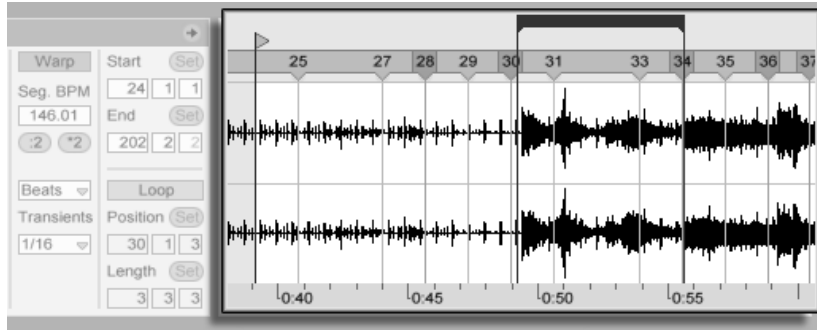 Warp Start Set
Seg. BPM 24 1 1
146.01 End Set
:2 *2 202 2 2
Beats Loop
Transients Position Set
1/16 30 1 3
Length Set
3 3 3
25 27 28 29 30 31 33 34 35 36 37
0:40 0:45 0:50 0:55